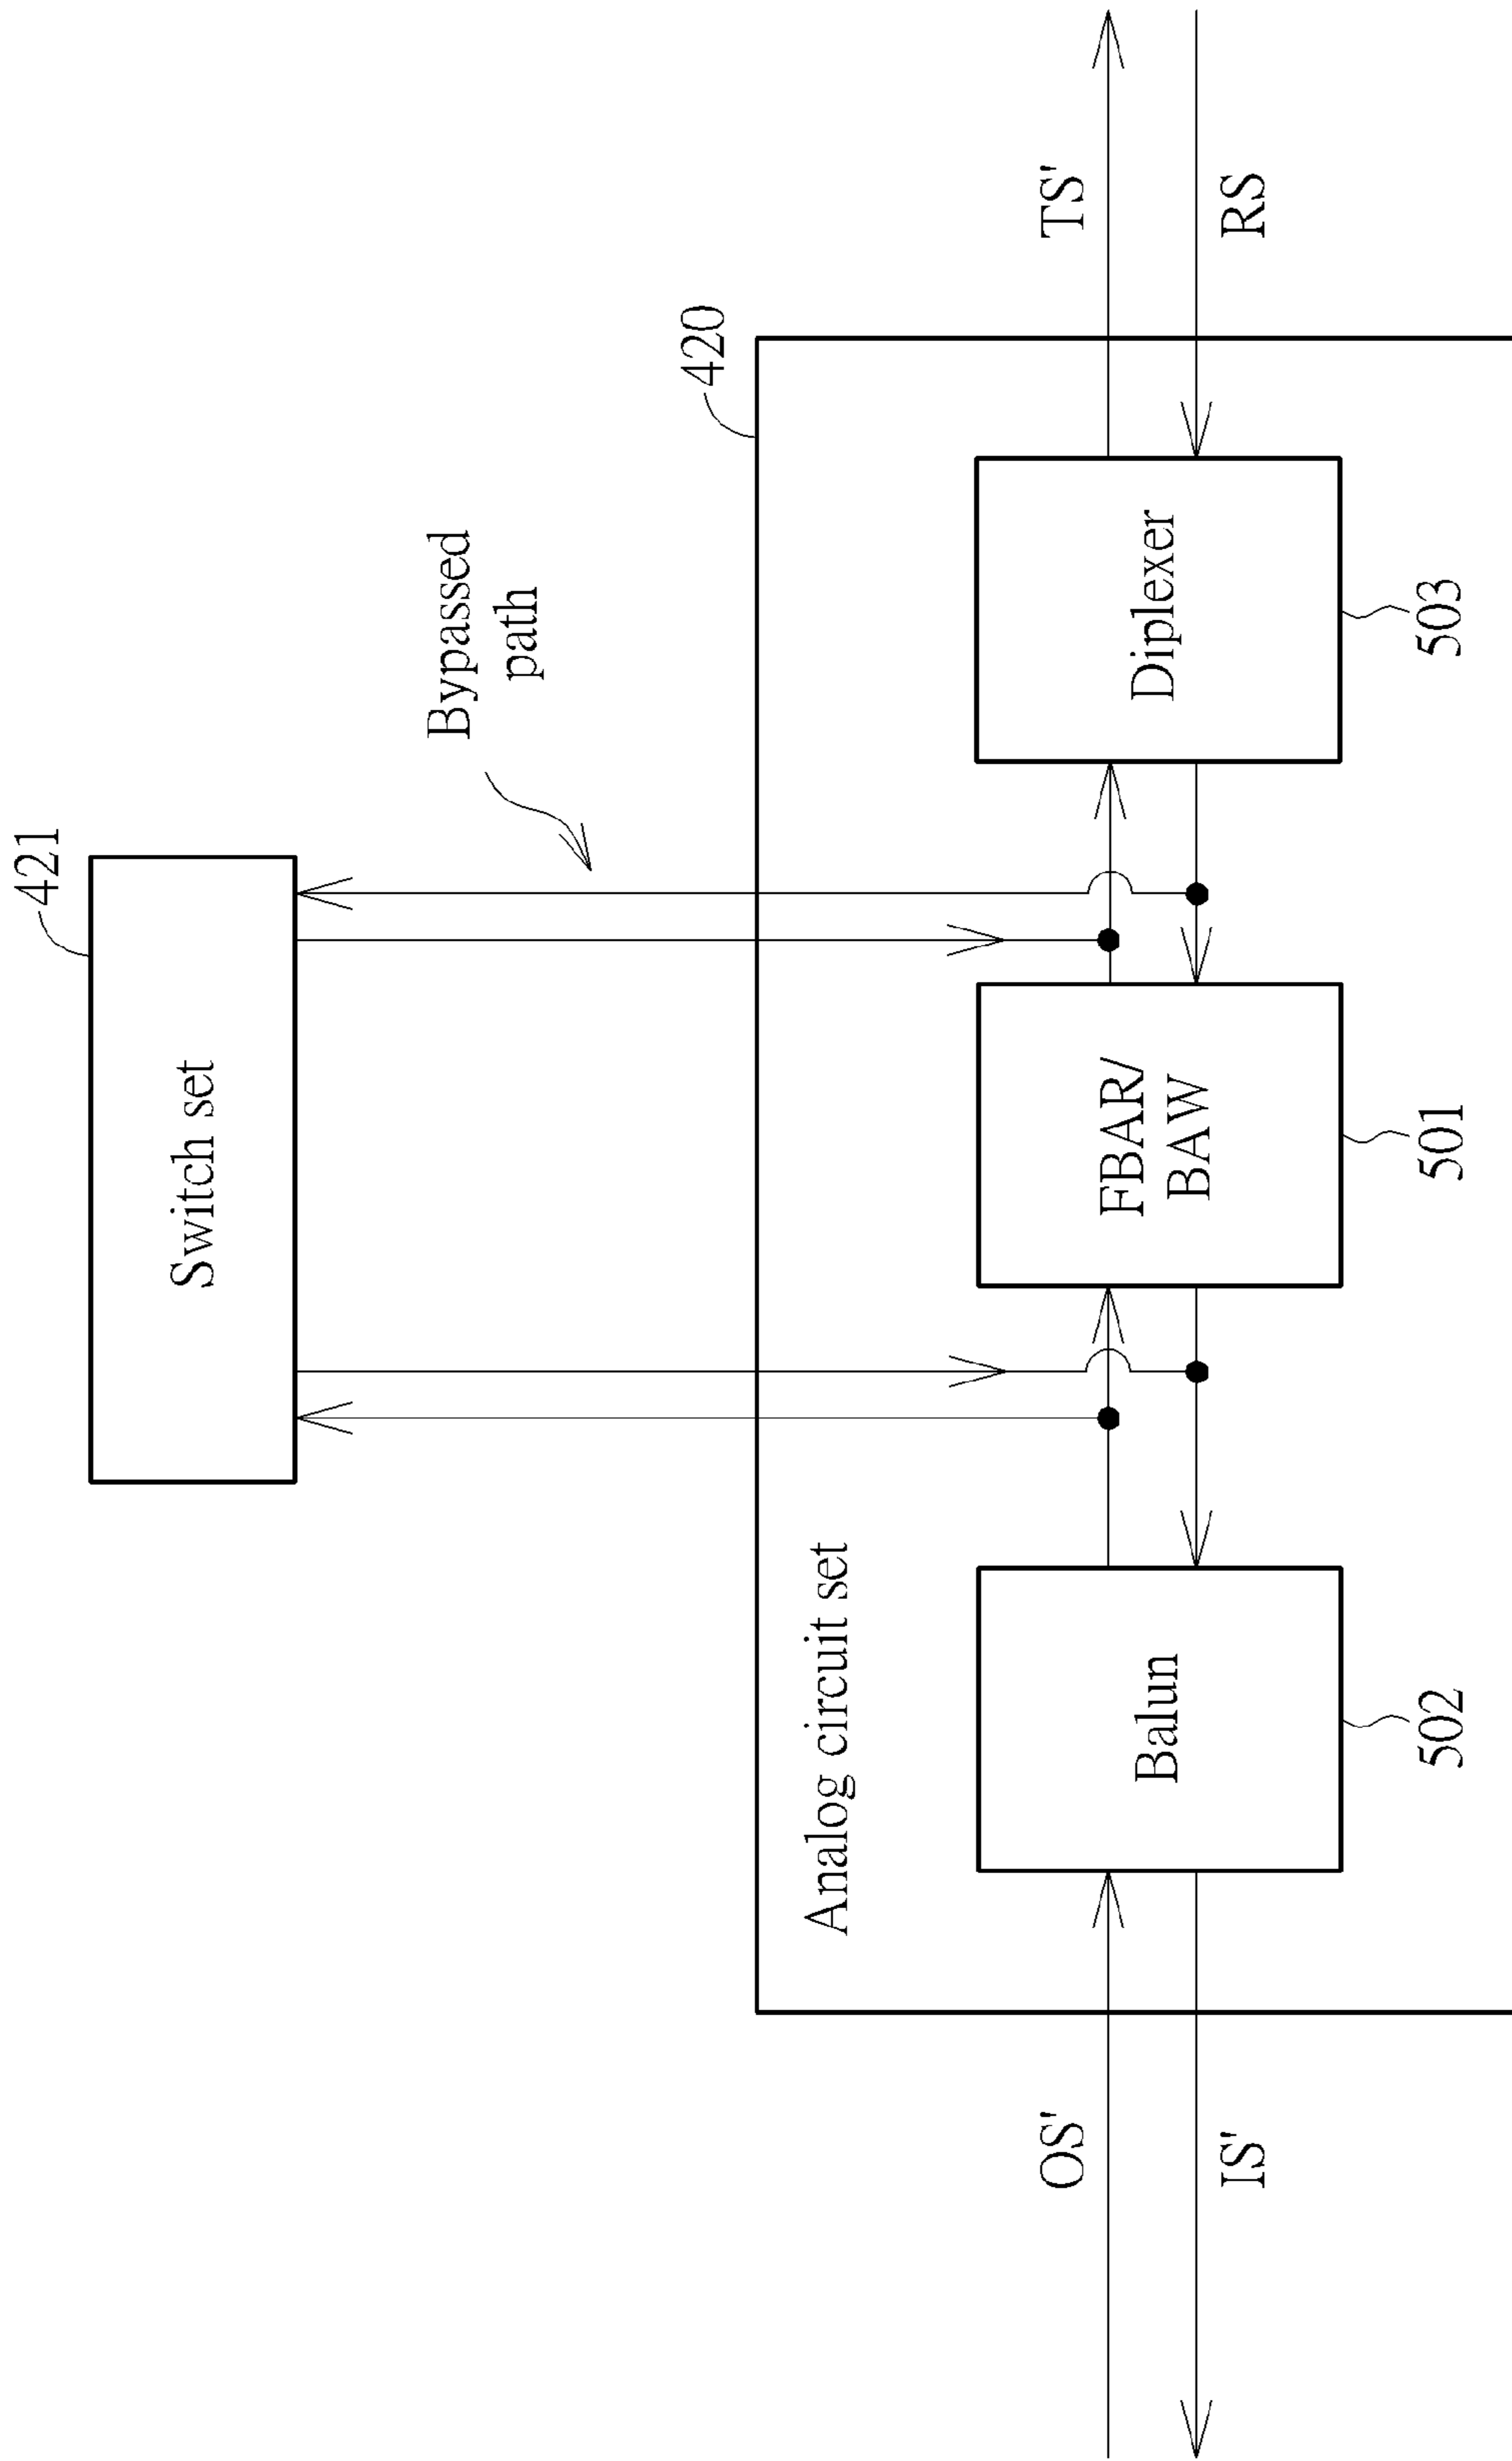 421
Switch set
Bypassed
path
420
Analog circuit set
OS'
IS'
Balun
502
FBAR/
BAW
501
Diplexer
503
TS'
RS